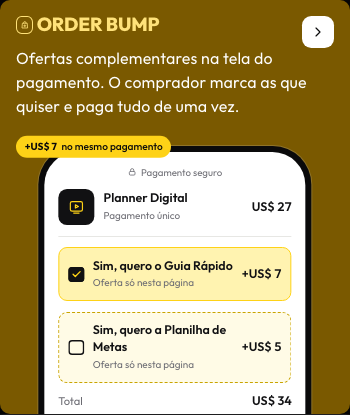 ORDER BUMP
Ofertas complementares na tela do
pagamento. O comprador marca as que
quiser e paga tudo de uma vez.
+US$ 7 no mesmo pagamento
Pagamento seguro
Planner Digital
Pagamento único
US$ 27
Sim, quero o Guia Rápido
Oferta só nesta página
+US$ 7
Sim, quero a Planilha de
Metas
Oferta só nesta página
+US$ 5
Total
US$ 34